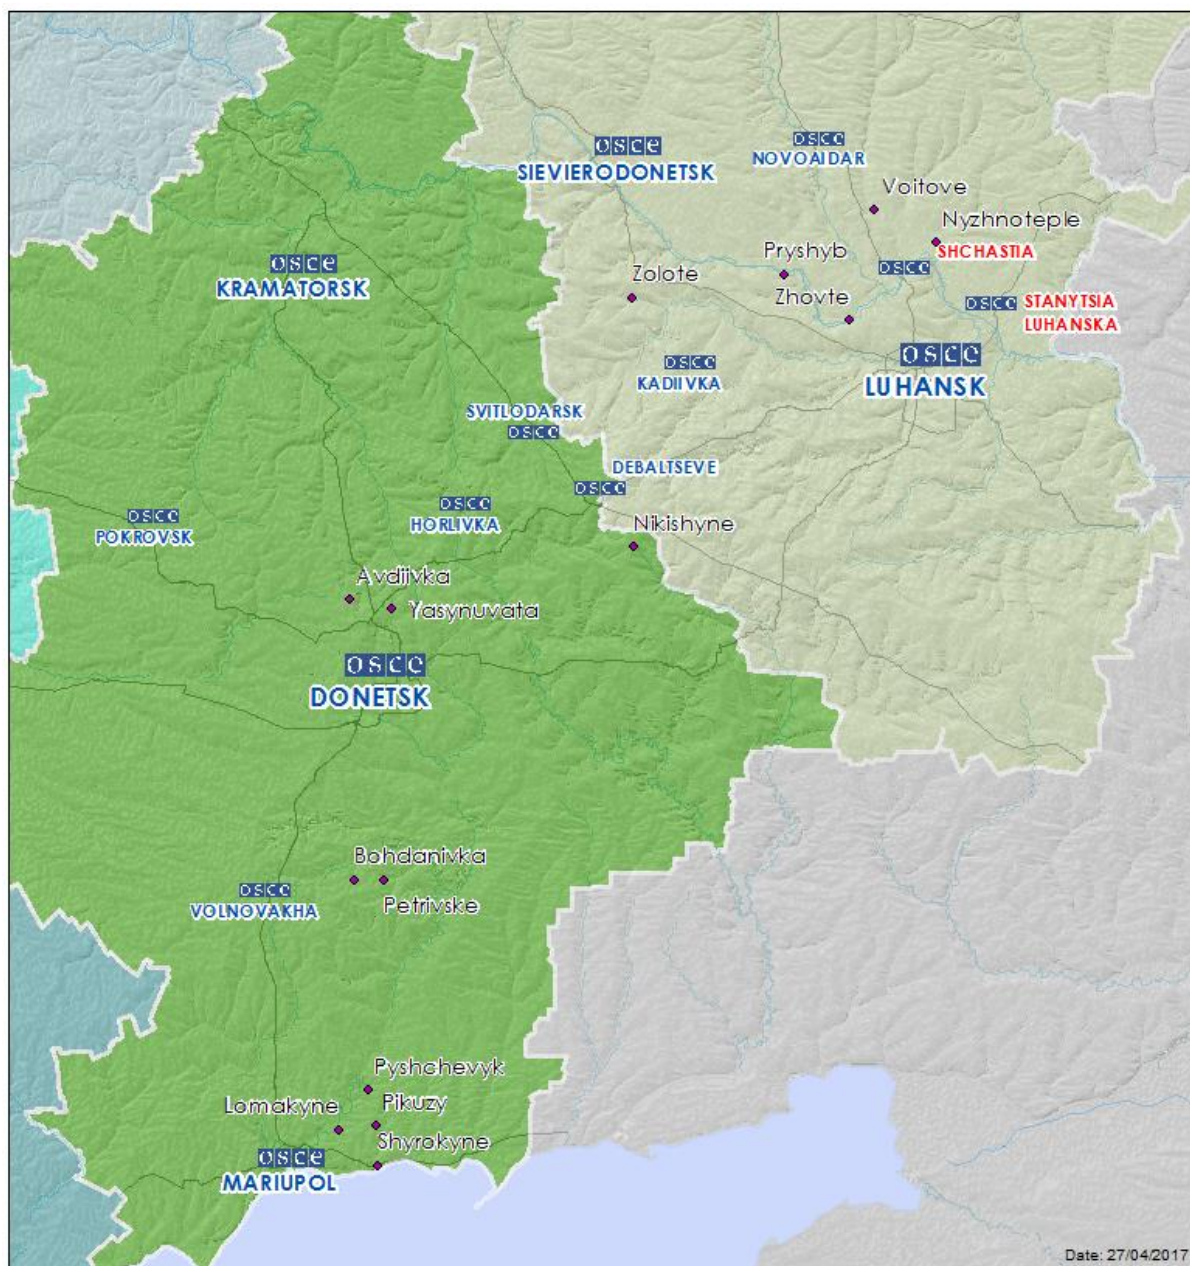 osce
SIEVIERODONETSK
osce
NOVOAIDAR
Voitove
Nyzhnoteple
SHCHASTIA
osce
Pryshyb
Zhovte
Zolote
osce
KRAMATORSK
osce
STANYTSIA
LUHANSKA
osce
LUHANSK
osce
KADIIVKA
SVITLODARSK
osce
DEBALTSEVE
osce
osce
HORLIVKA
osce
POKROVSK
Nikishyne
Avdiivka
Yasynuvata
osce
DONETSK
Bohdanivka
Petrivske
osce
VOLNOVAKHA
Pyshchevyk
Pikuzy
Lomakyne
Shyrokyne
osce
MARIUPOL
Date: 27/04/2017